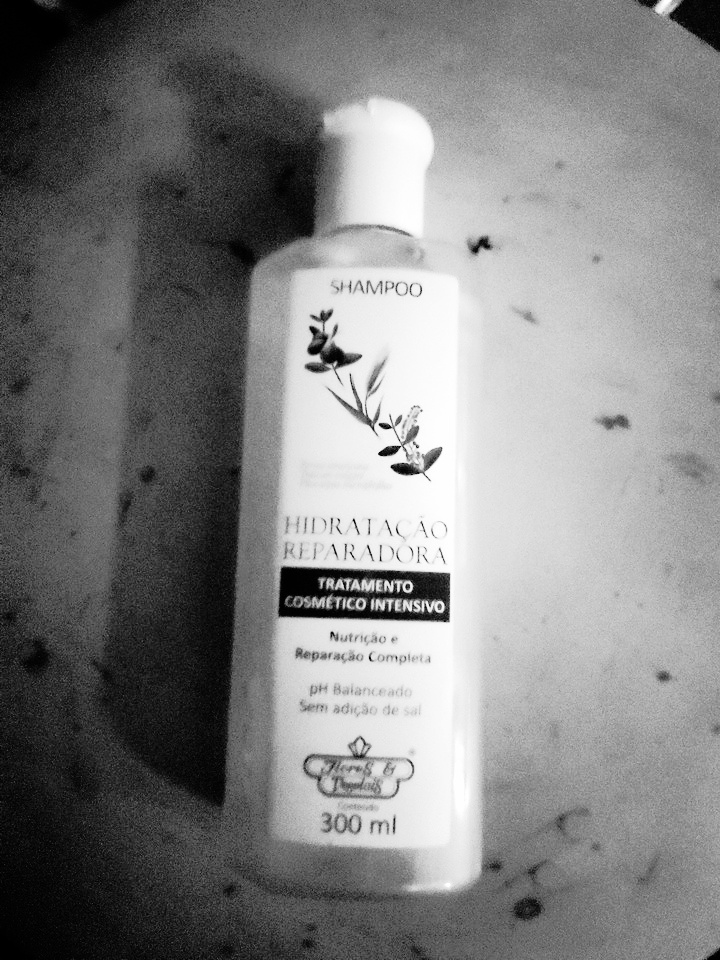 SHAMPOO
HIDRATAÇÃO
REPARADORA
TRATAMENTO
COSMÉTICO INTENSIVO
Nutrição e
Reparação Completa
pH Balanceado
Sem adição de sal
Flores &
Vegetais
Conteúdo
300 ml